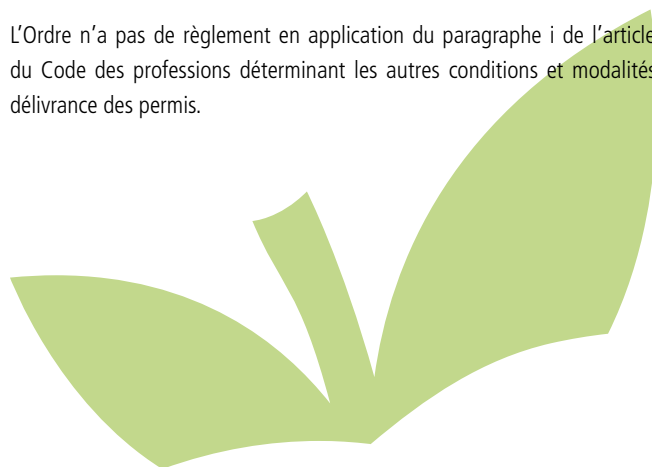 L’Ordre n’a pas de règlement en application du paragraphe i de l’article
du Code des professions déterminant les autres conditions et modalités
délivrance des permis.